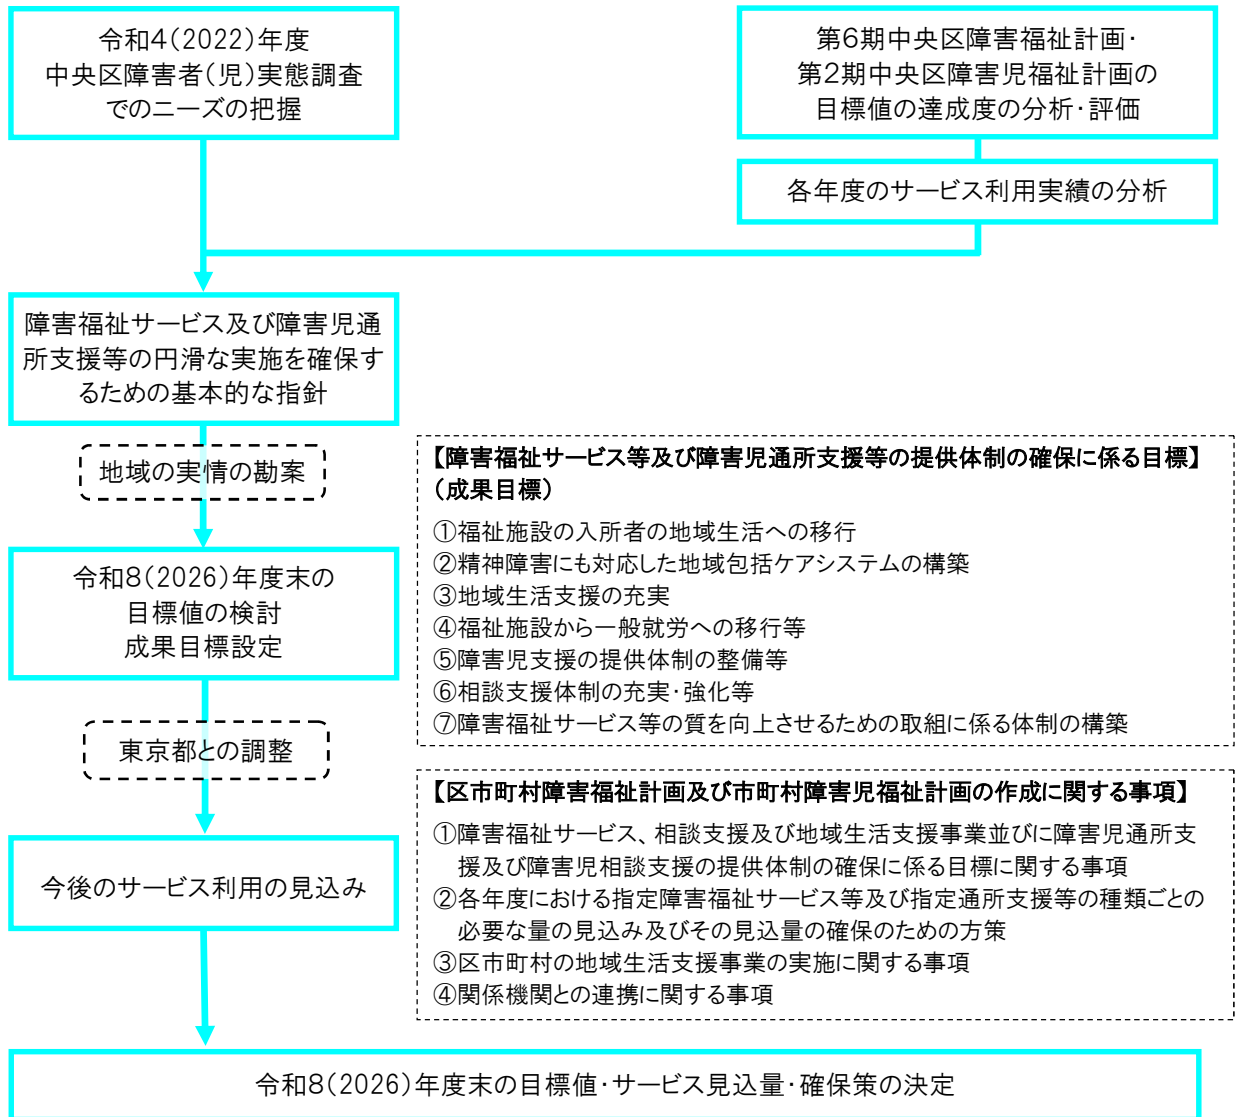 令和4(2022)年度
中央区障害者(児)実態調査
でのニーズの把握
第6期中央区障害福祉計画・
第2期中央区障害児福祉計画の
目標値の達成度の分析・評価
各年度のサービス利用実績の分析
障害福祉サービス及び障害児通
所支援等の円滑な実施を確保す
るための基本的な指針
地域の実情の勘案
令和8(2026)年度末の
目標値の検討
成果目標設定
東京都との調整
今後のサービス利用の見込み
【障害福祉サービス等及び障害児通所支援等の提供体制の確保に係る目標】
(成果目標)
①福祉施設の入所者の地域生活への移行
②精神障害にも対応した地域包括ケアシステムの構築
③地域生活支援の充実
④福祉施設から一般就労への移行等
⑤障害児支援の提供体制の整備等
⑥相談支援体制の充実・強化等
⑦障害福祉サービス等の質を向上させるための取組に係る体制の構築
【区市町村障害福祉計画及び市町村障害児福祉計画の作成に関する事項】
①障害福祉サービス、相談支援及び地域生活支援事業並びに障害児通所支
援及び障害児相談支援の提供体制の確保に係る目標に関する事項
②各年度における指定障害福祉サービス等及び指定通所支援等の種類ごとの
必要な量の見込み及びその見込量の確保のための方策
③区市町村の地域生活支援事業の実施に関する事項
④関係機関との連携に関する事項
令和8(2026)年度末の目標値・サービス見込量・確保策の決定